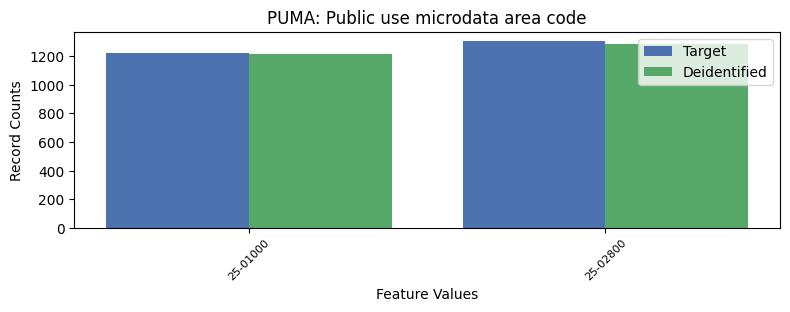 PUMA: Public use microdata area code
Target
Deidentified
Record Counts
1200
1000
800
600
400
200
0
25-01000
25-02800
Feature Values